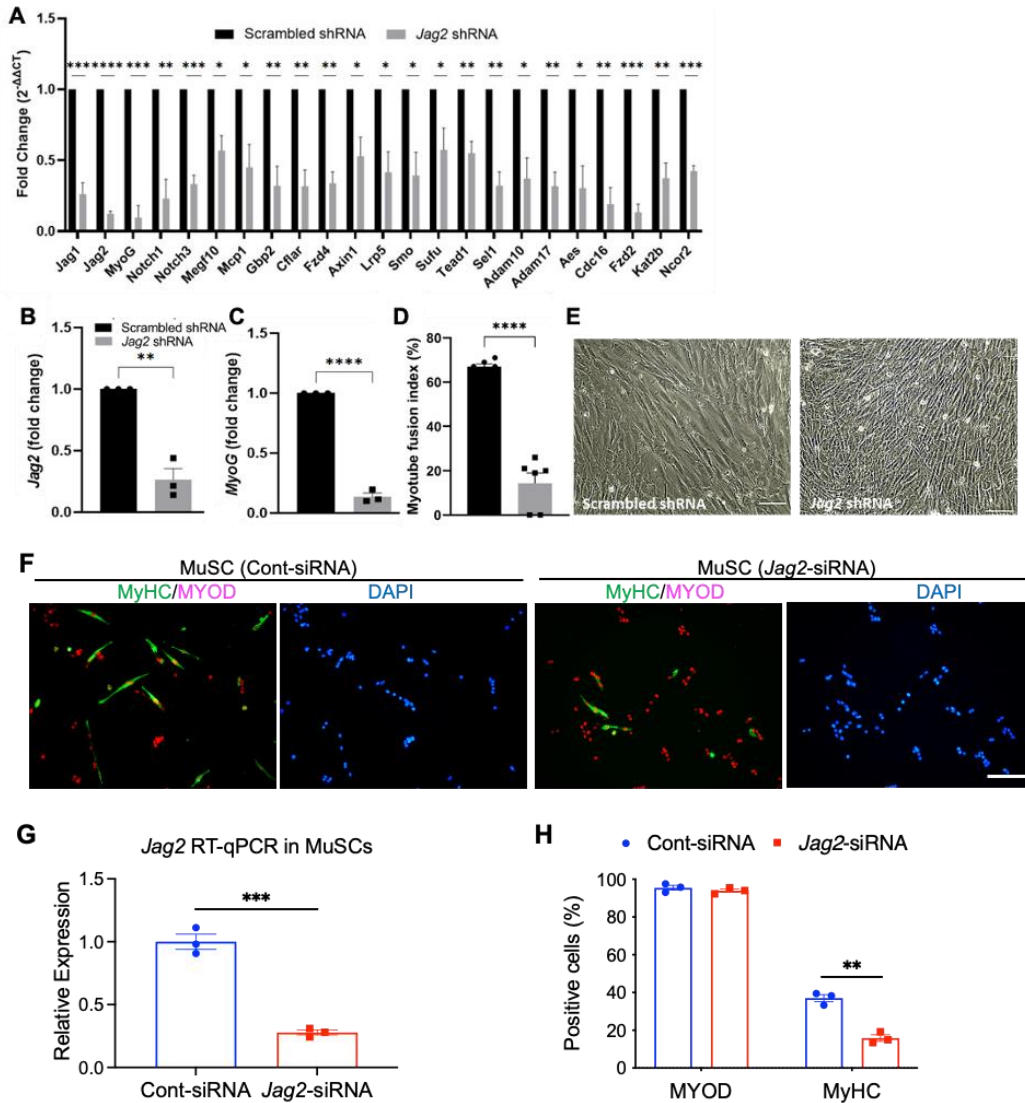 A
Scrambled shRNA Jag2 shRNA
Fold Change (2^-ΔΔCT)
1.5
1.0
0.5
0.0
**** **** *** ** *** * * ** ** ** * * * * ** ** * ** * ** *** ** ***
Jag1 Jag2 MyoG Notch1 Notch3 Megf10 Mcp1 Gbp2 Cflar Fzd4 Axin1 Lrp5 Smo Sufu Tead1 Sel1 Adam10 Adam17 Aes Cdc16 Fzd2 Kat2b Ncor2
B
Scrambled shRNA
Jag2 shRNA
**
Jag2 (fold change)
1.5
1.0
0.5
0.0
C
****
MyoG (fold change)
1.5
1.0
0.5
0.0
D
****
Myotube fusion index (%)
80
60
40
20
0
E
Scrambled shRNA
Jag2 shRNA
F
MuSC (Cont-siRNA)
MyHC/MYOD DAPI
MuSC (Jag2-siRNA)
MyHC/MYOD DAPI
G
Jag2 RT-qPCR in MuSCs
***
Relative Expression
1.5
1.0
0.5
0.0
Cont-siRNA Jag2-siRNA
H
Cont-siRNA Jag2-siRNA
**
Positive cells (%)
100
80
60
40
20
0
MYOD MyHC